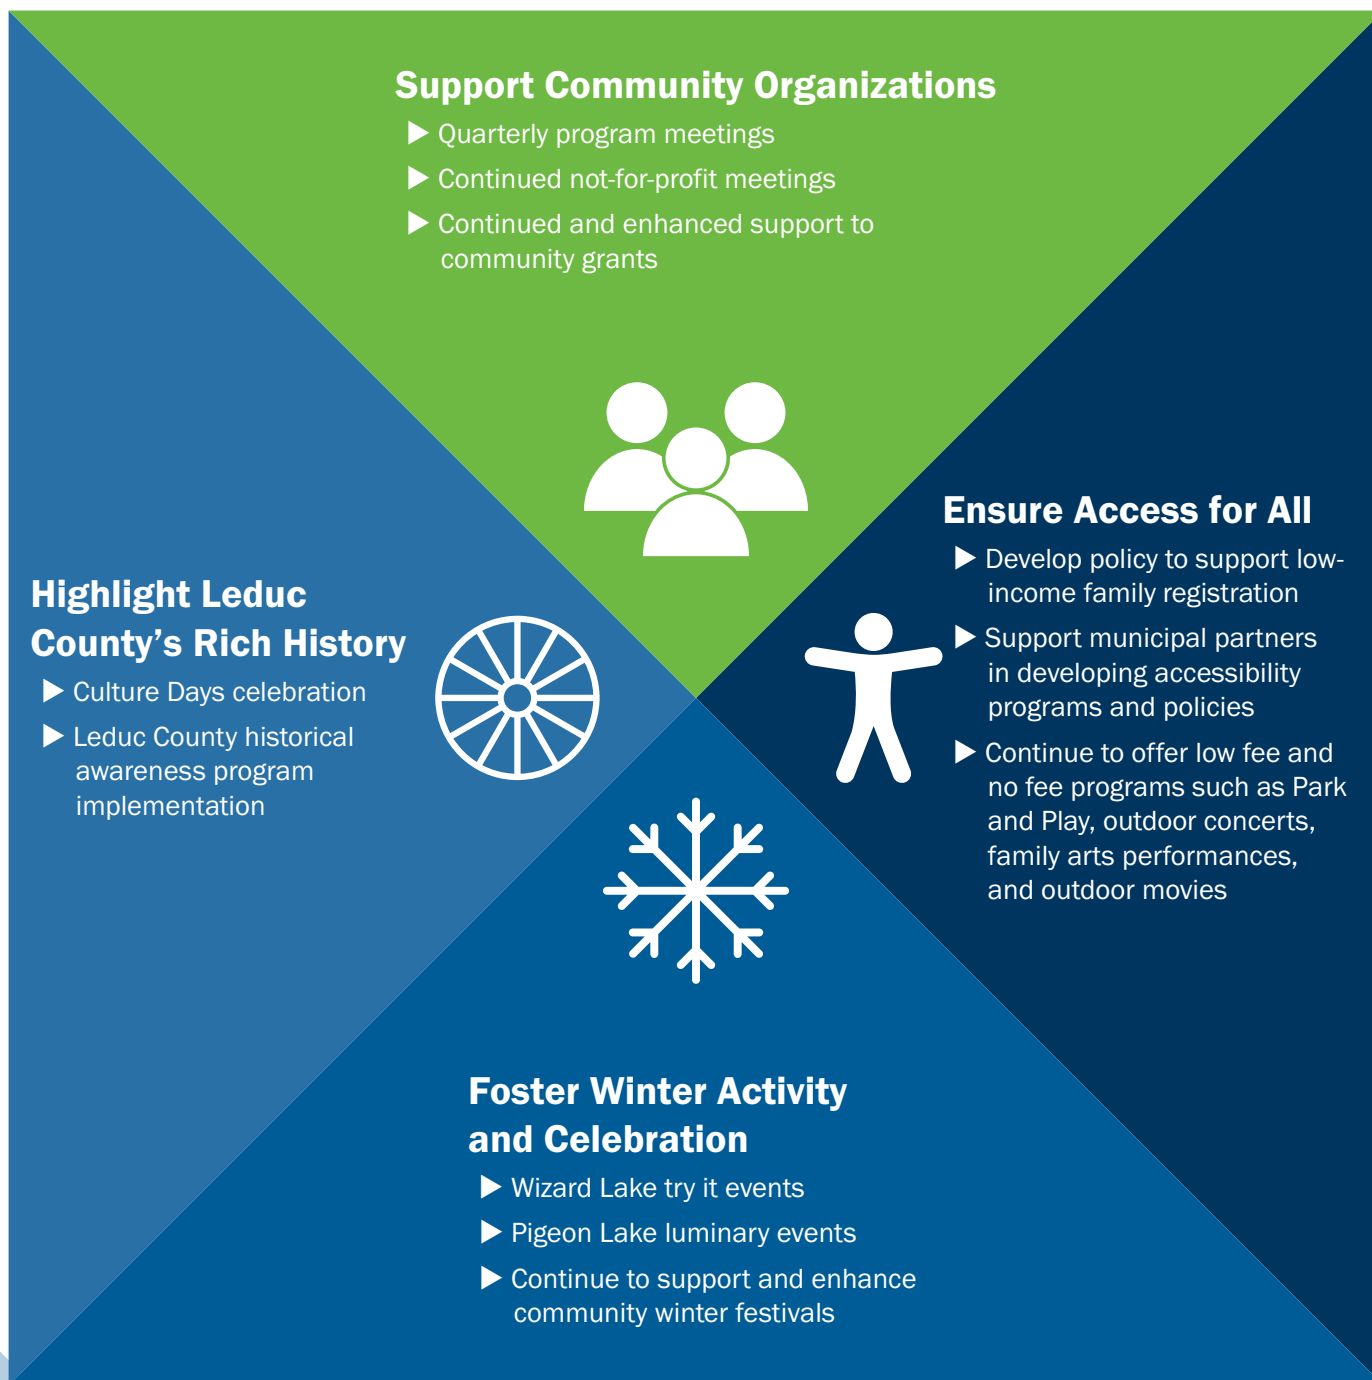 Support Community Organizations
▶ Quarterly program meetings
▶ Continued not-for-profit meetings
▶ Continued and enhanced support to
community grants
Highlight Leduc
County’s Rich History
▶ Culture Days celebration
▶ Leduc County historical
awareness program
implementation
Ensure Access for All
▶ Develop policy to support low-
income family registration
▶ Support municipal partners
in developing accessibility
programs and policies
▶ Continue to offer low fee and
no fee programs such as Park
and Play, outdoor concerts,
family arts performances,
and outdoor movies
Foster Winter Activity
and Celebration
▶ Wizard Lake try it events
▶ Pigeon Lake luminary events
▶ Continue to support and enhance
community winter festivals